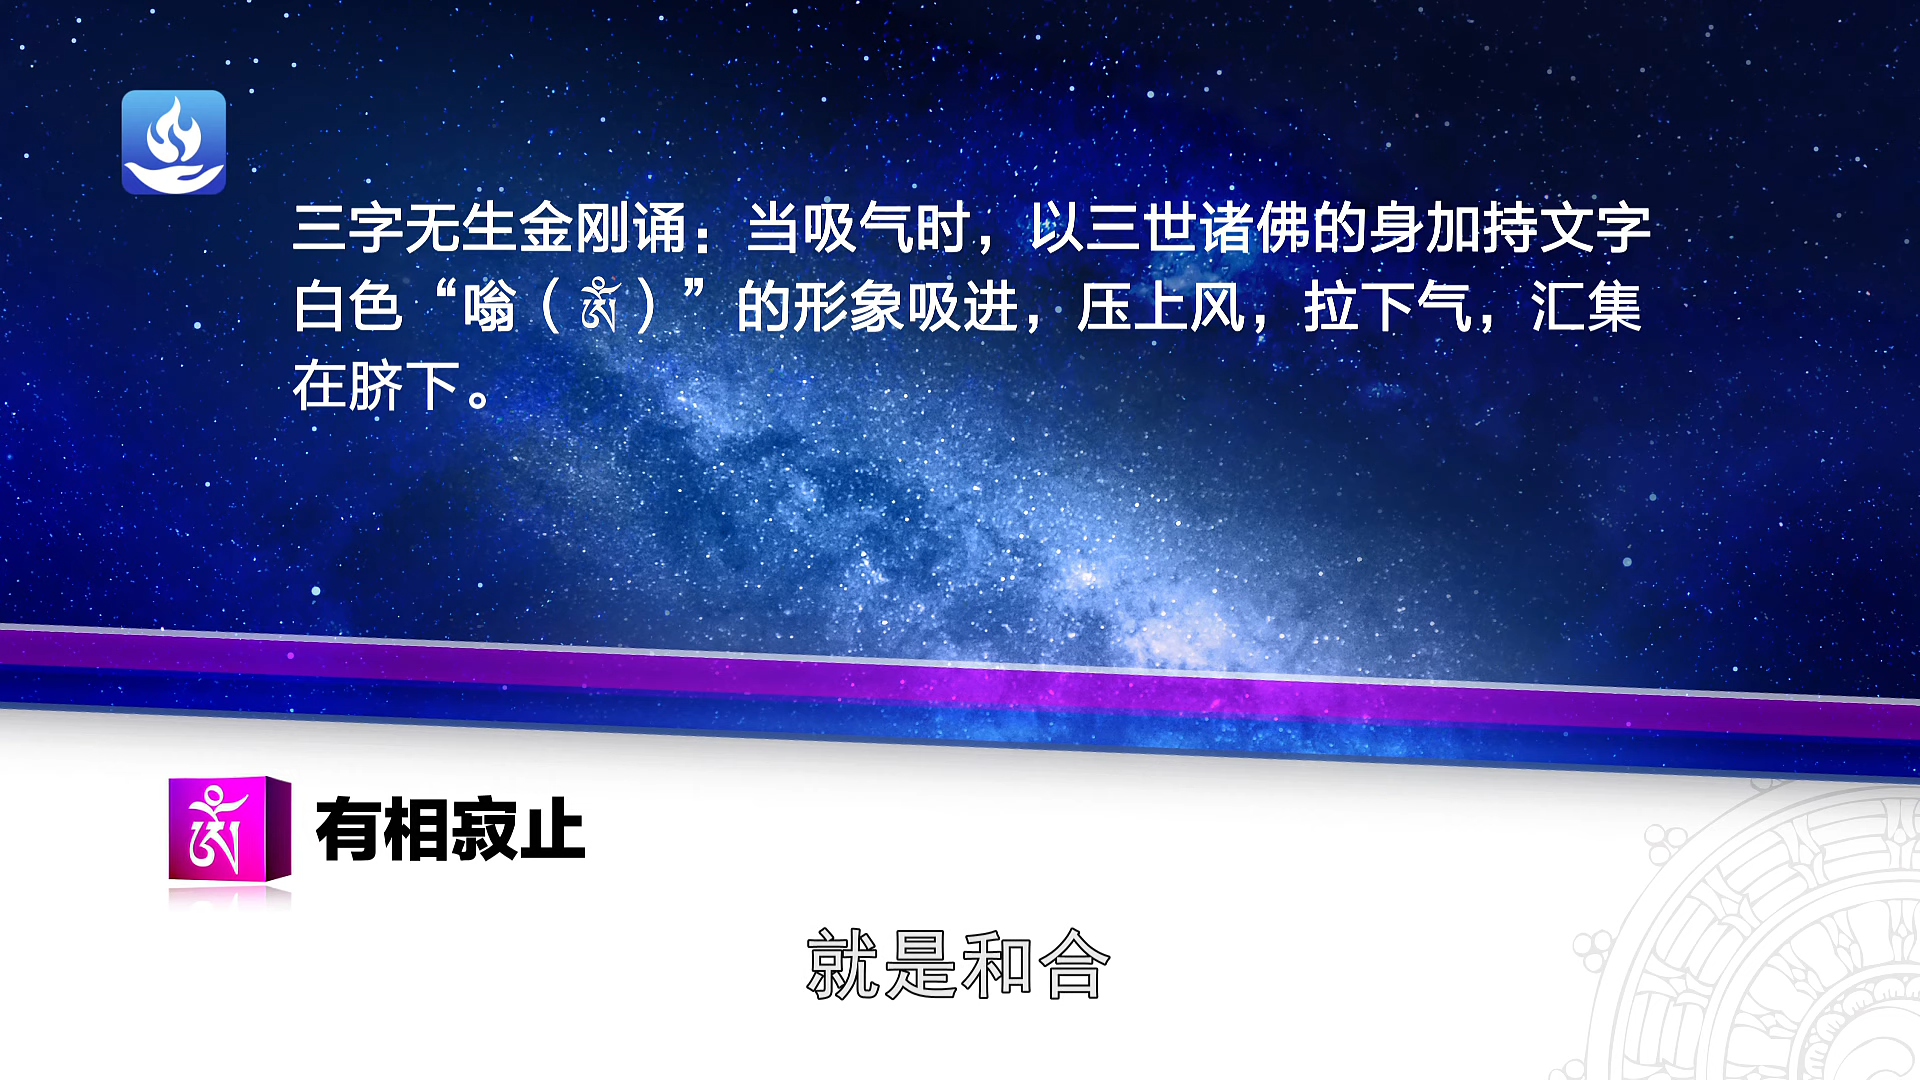 三字无生金刚诵：当吸气时，以三世诸佛的身加持文字
白色“嗡（ༀ）”的形象吸进，压上风，拉下气，汇集
在脐下。
ༀ
有相寂止
就是和合